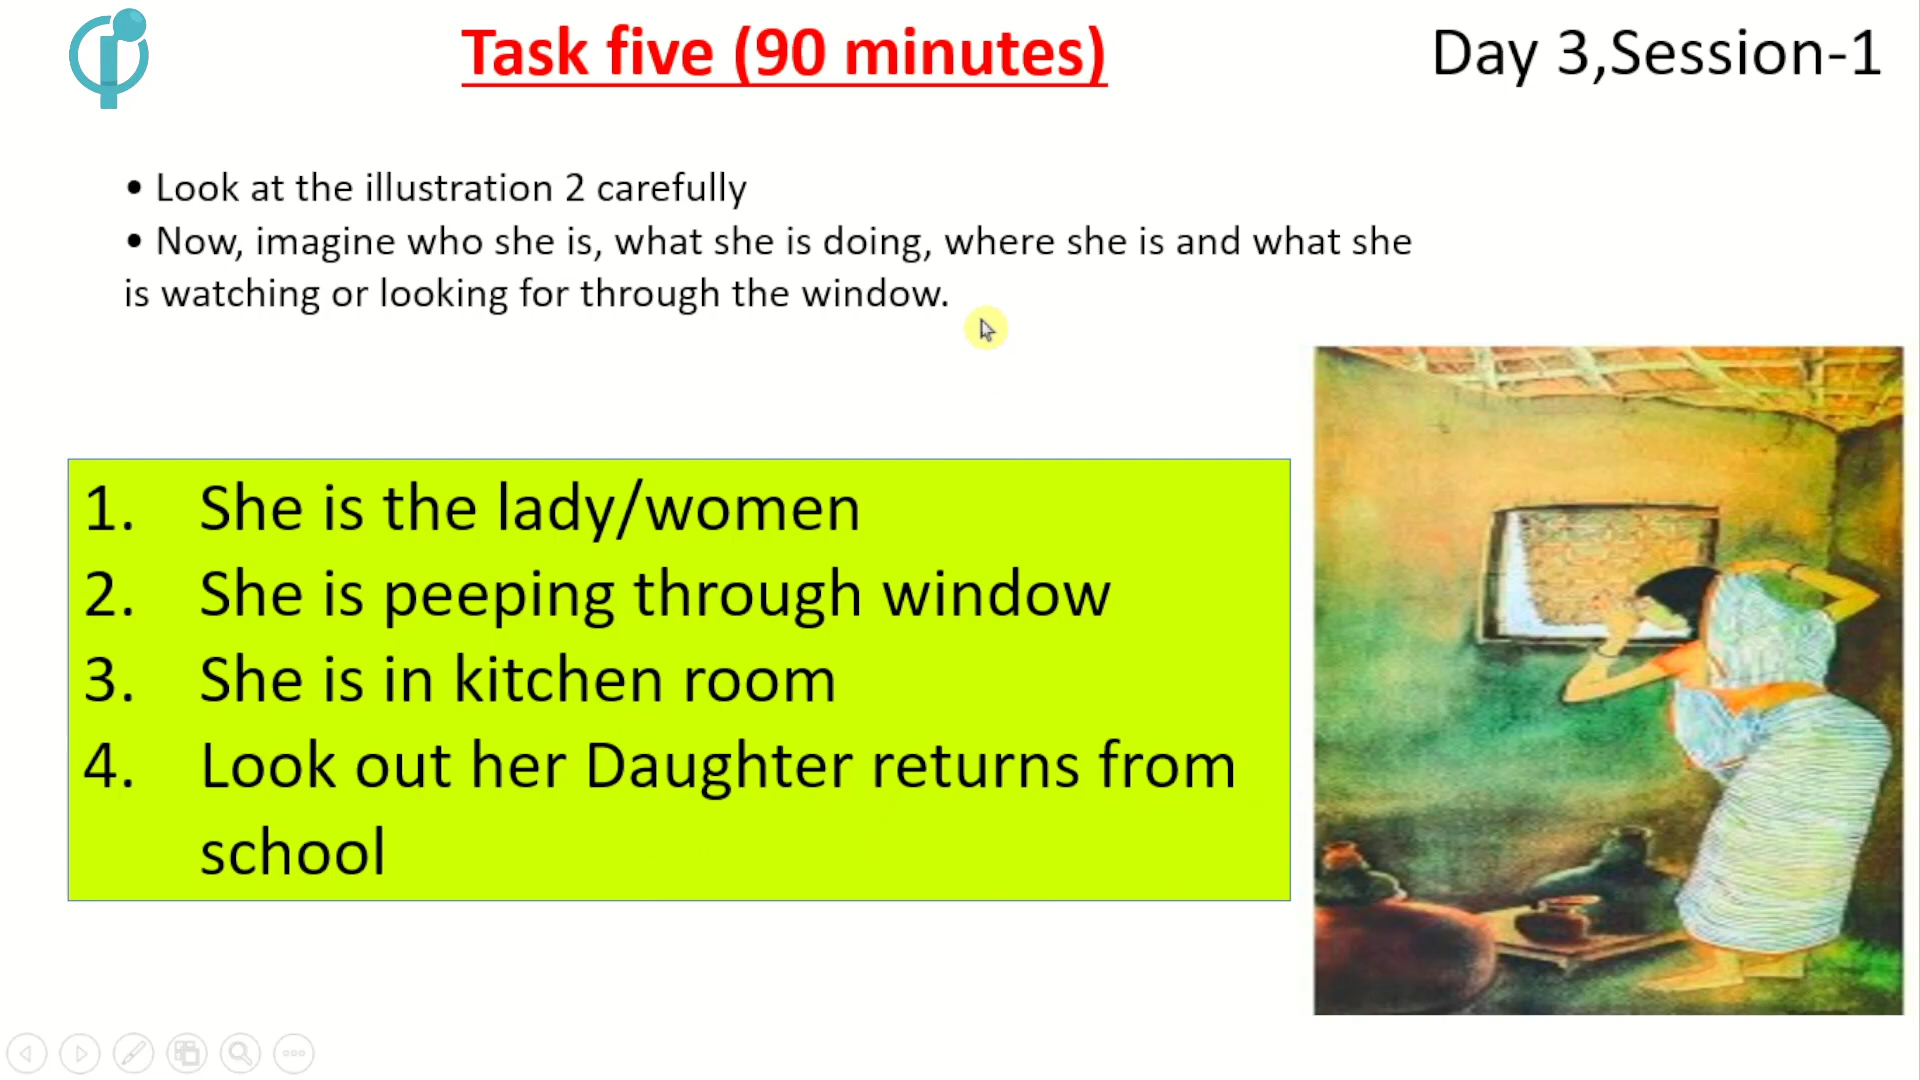 Task five (90 minutes)
Day 3,Session-1
• Look at the illustration 2 carefully
• Now, imagine who she is, what she is doing, where she is and what she
is watching or looking for through the window.
1. She is the lady/women
2. She is peeping through window
3. She is in kitchen room
4. Look out her Daughter returns from
school